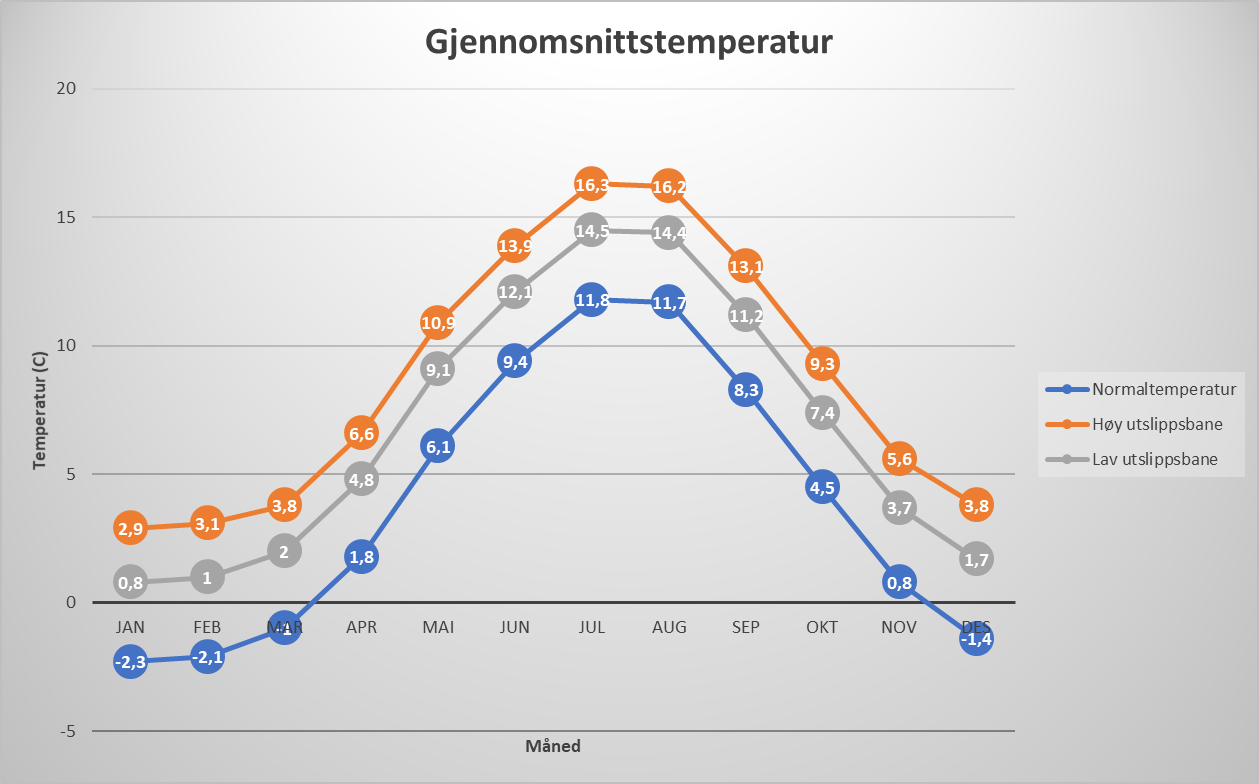 Gjennomsnittstemperatur
20
15
10
5
0
-5
Temperatur (C)
2,9 3,1 3,8 6,6 10,9 13,9 16,3 16,2 13,1 9,3 5,6 3,8
0,8 1 2 4,8 9,1 12,1 14,5 14,4 11,2 7,4 3,7 1,7
-2,3 -2,1 -1 1,8 6,1 9,4 11,8 11,7 8,3 4,5 0,8 -1,4
JAN FEB MAR APR MAI JUN JUL AUG SEP OKT NOV DES
Måned
Normaltemperatur
Høy utslippsbane
Lav utslippsbane